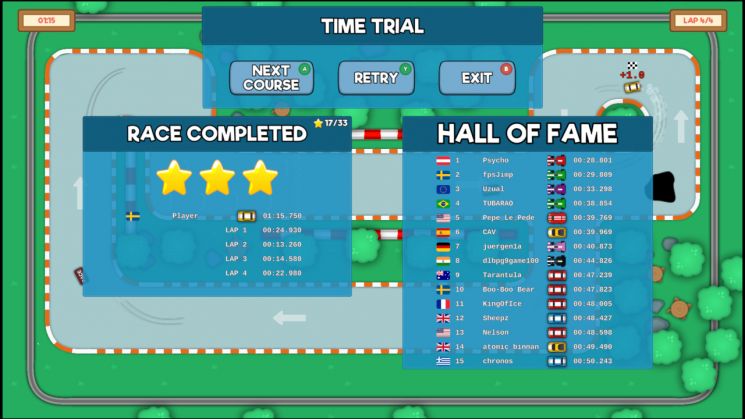 01:15
TIME TRIAL
LAP 4/4
NEXT COURSE A
RETRY Y
EXIT B
+1.0
17/33
RACE COMPLETED
Player 01:15.750
LAP 1 00:24.930
LAP 2 00:13.260
LAP 3 00:14.580
LAP 4 00:22.980
HALL OF FAME
1 Psycho 00:28.801
2 fpsJimp 00:29.809
3 Uzual 00:33.298
4 TUBARAO 00:38.854
5 Pepe Le Pede 00:39.769
6 CAV 00:39.969
7 juergen1a 00:40.873
8 dlbpg9game100 00:44.826
9 Tarantula 00:47.239
10 Boo-Boo Bear 00:47.823
11 KingOfIce 00:48.005
12 Sheepz 00:48.427
13 Nelson 00:48.598
14 atomic_binnan 00:49.490
15 chronos 00:50.243